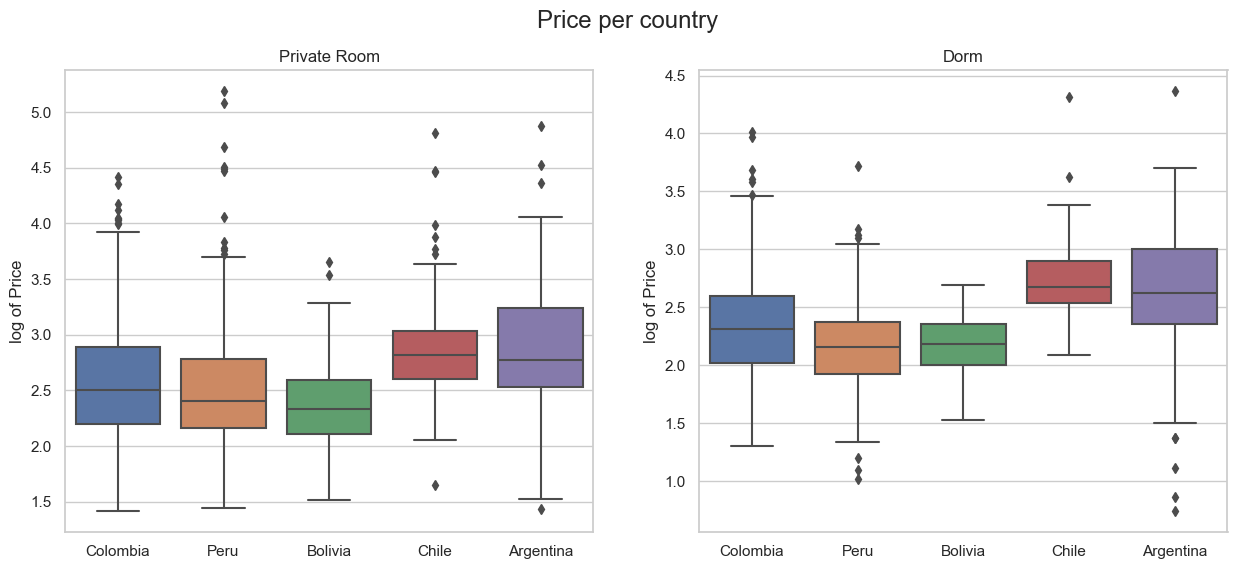 Price per country
Private Room
log of Price
5.0
4.5
4.0
3.5
3.0
2.5
2.0
1.5
Colombia Peru Bolivia Chile Argentina
Dorm
log of Price
4.5
4.0
3.5
3.0
2.5
2.0
1.5
1.0
Colombia Peru Bolivia Chile Argentina